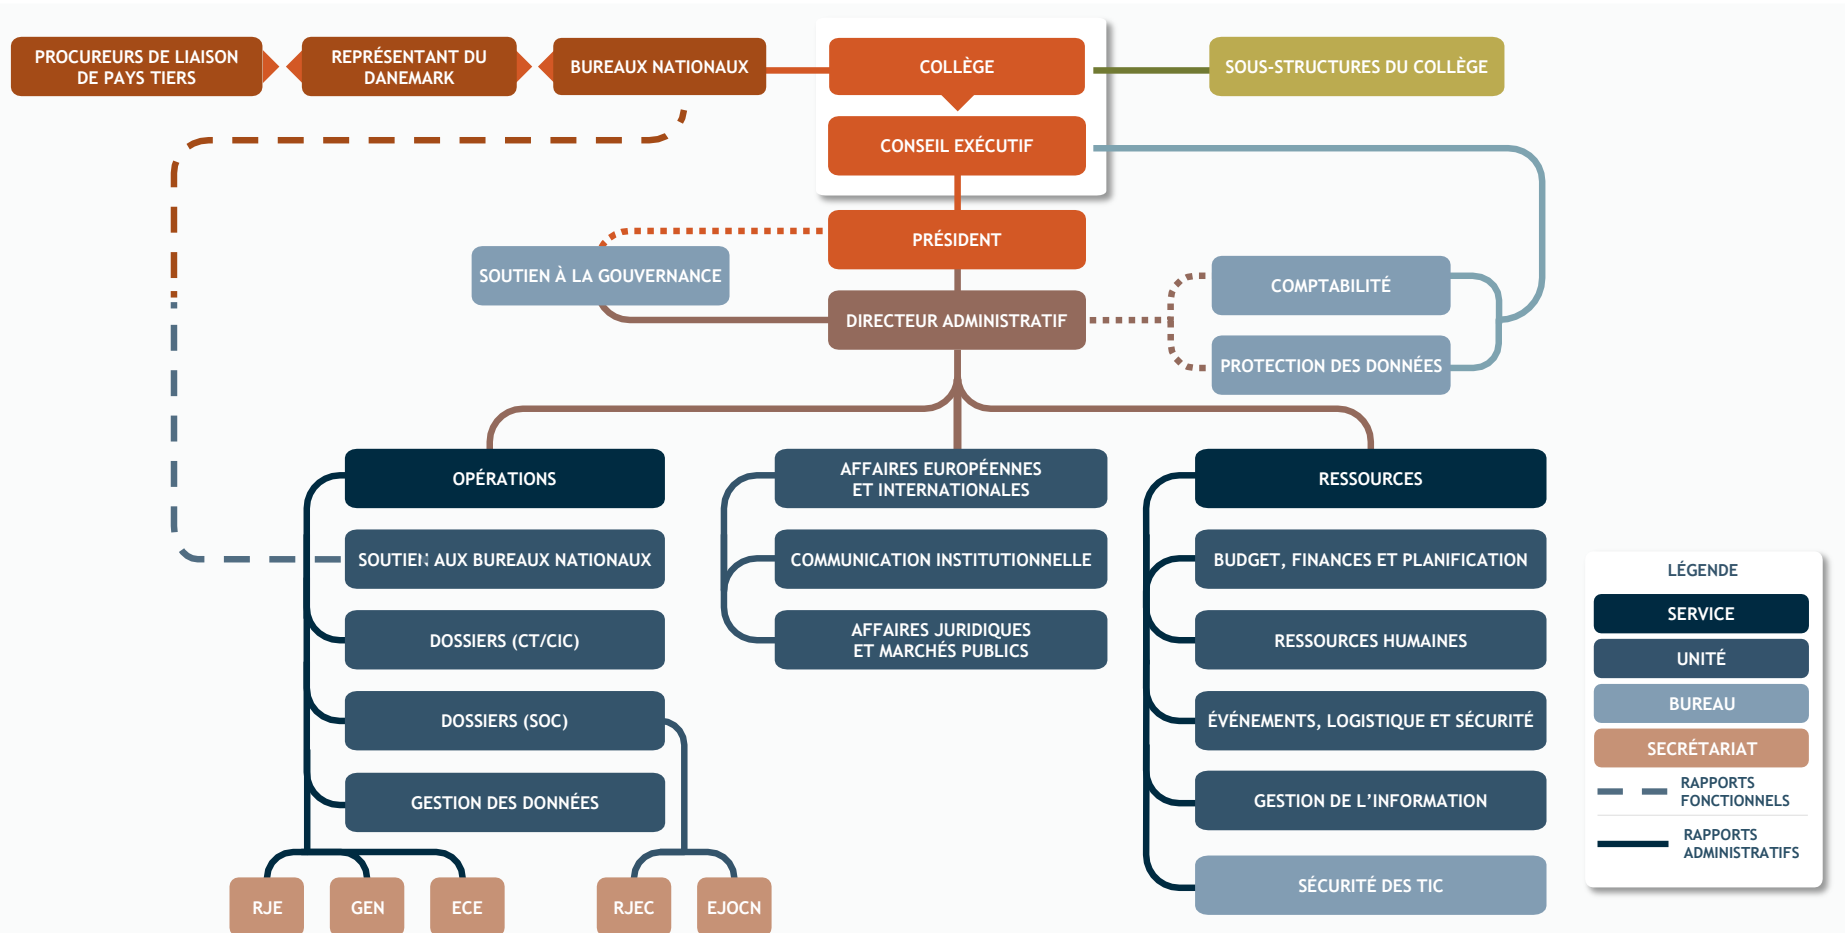 PROCUREURS DE LIAISON
DE PAYS TIERS
REPRÉSENTANT DU
DANEMARK
BUREAUX NATIONAUX
COLLÈGE
SOUS-STRUCTURES DU COLLÈGE
CONSEIL EXÉCUTIF
PRÉSIDENT
SOUTIEN À LA GOUVERNANCE
DIRECTEUR ADMINISTRATIF
COMPTABILITÉ
PROTECTION DES DONNÉES
OPÉRATIONS
SOUTIEN AUX BUREAUX NATIONAUX
DOSSIERS (CT/CIC)
DOSSIERS (SOC)
GESTION DES DONNÉES
RJE
GEN
ECE
RJEC
EJOCN
AFFAIRES EUROPÉENNES
ET INTERNATIONALES
COMMUNICATION INSTITUTIONNELLE
AFFAIRES JURIDIQUES
ET MARCHÉS PUBLICS
RESSOURCES
BUDGET, FINANCES ET PLANIFICATION
RESSOURCES HUMAINES
ÉVÉNEMENTS, LOGISTIQUE ET SÉCURITÉ
GESTION DE L’INFORMATION
SÉCURITÉ DES TIC
LÉGENDE
SERVICE
UNITÉ
BUREAU
SECRÉTARIAT
RAPPORTS
FONCTIONNELS
RAPPORTS
ADMINISTRATIFS